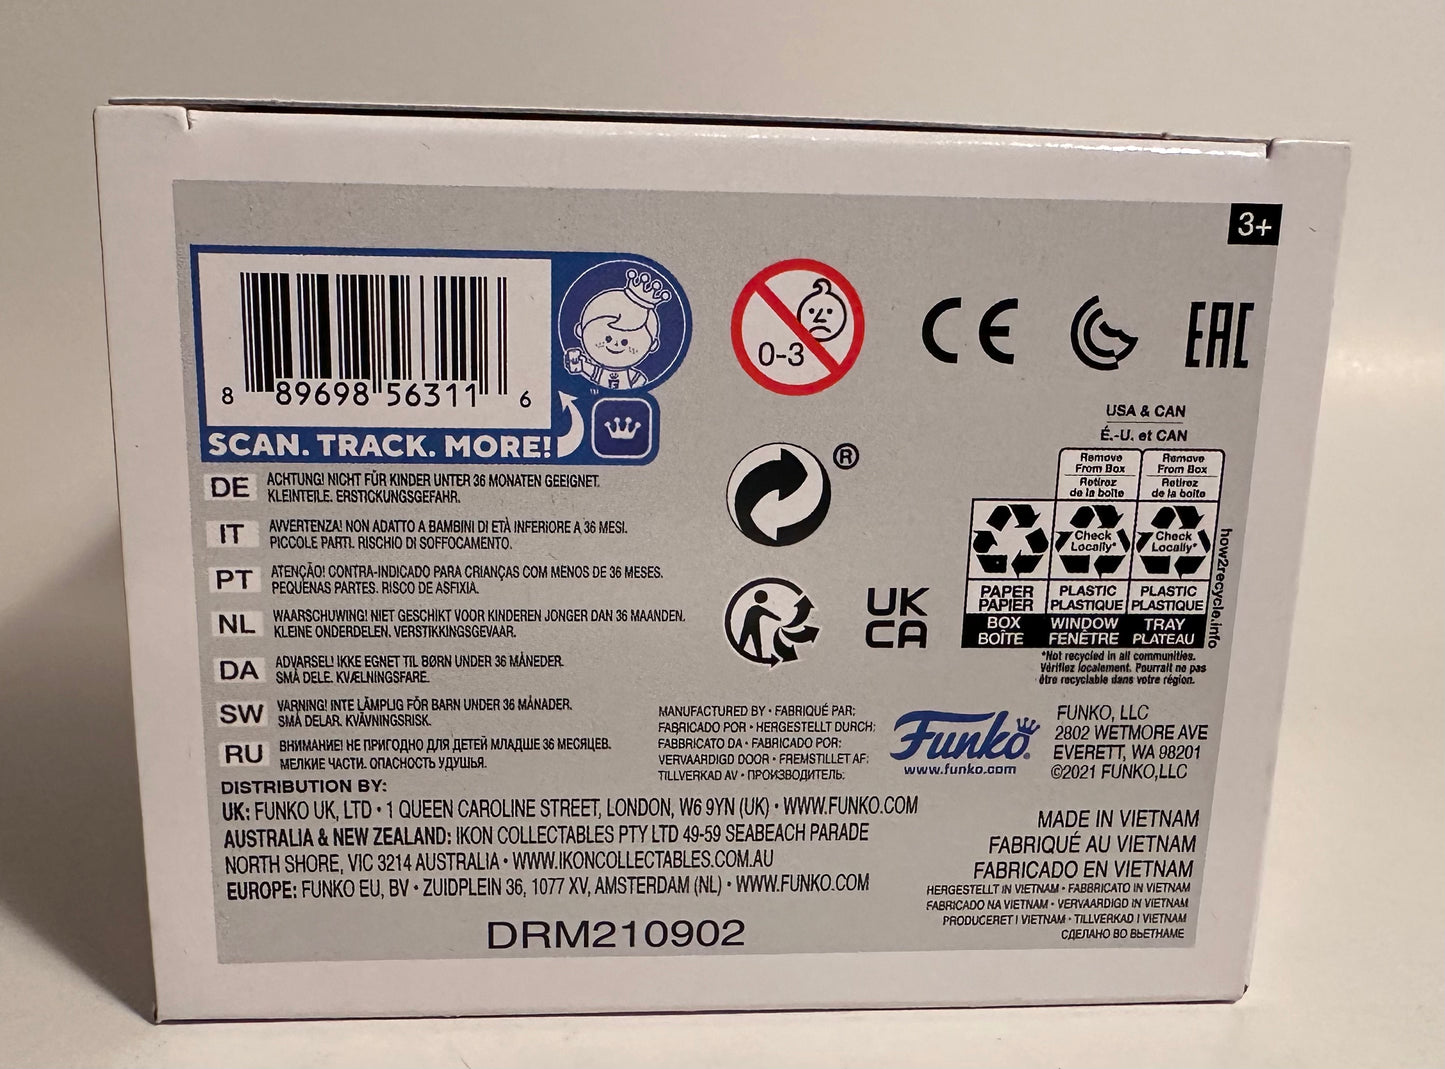 3+
8 89698 56311 6
SCAN. TRACK. MORE!
0-3
CE
EAC
DE ACHTUNG! NICHT FÜR KINDER UNTER 36 MONATEN GEEIGNET.
KLEINTEILE. ERSTICKUNGSGEFAHR.
IT AVVERTENZA! NON ADATTO A BAMBINI DI ETÀ INFERIORE A 36 MESI.
PICCOLE PARTI. RISCHIO DI SOFFOCAMENTO.
PT ATENÇÃO! CONTRA-INDICADO PARA CRIANÇAS COM MENOS DE 36 MESES.
PEQUENAS PARTES. RISCO DE ASFIXIA.
NL WAARSCHUWING! NIET GESCHIKT VOOR KINDEREN JONGER DAN 36 MAANDEN.
KLEINE ONDERDELEN. VERSTIKKINGSGEVAAR.
DA ADVARSEL! IKKE EGNET TIL BØRN UNDER 36 MÅNEDER.
SMÅ DELE. KVÆLNINGSFARE.
SW VARNING! INTE LÄMPLIG FÖR BARN UNDER 36 MÅNADER.
SMÅ DELAR. KVÄVNINGSRISK.
RU ВНИМАНИЕ! НЕ ПРИГОДНО ДЛЯ ДЕТЕЙ МЛАДШЕ 36 МЕСЯЦЕВ.
МЕЛКИЕ ЧАСТИ. ОПАСНОСТЬ УДУШЬЯ.
®
UK
CA
USA & CAN
É.-U. et CAN
Remove From Box Retirez de la boîte
Remove From Box Retirez de la boîte
Check Locally*
Check Locally*
PAPER PAPIER
PLASTIC PLASTIQUE
PLASTIC PLASTIQUE
BOX BOÎTE
WINDOW FENÊTRE
TRAY PLATEAU
how2recycle.info
*Not recycled in all communities.
Vérifiez localement. Pourrait ne pas
être recyclable dans votre région.
MANUFACTURED BY • FABRIQUÉ PAR:
FABRICADO POR • HERGESTELLT DURCH:
FABBRICATO DA • FABRICADO POR:
VERVAARDIGD DOOR • FREMSTILLET AF:
TILLVERKAD AV • ПРОИЗВОДИТЕЛЬ:
Funko®
www.funko.com
FUNKO, LLC
2802 WETMORE AVE
EVERETT, WA 98201
©2021 FUNKO,LLC
DISTRIBUTION BY:
UK: FUNKO UK, LTD • 1 QUEEN CAROLINE STREET, LONDON, W6 9YN (UK) • WWW.FUNKO.COM
AUSTRALIA & NEW ZEALAND: IKON COLLECTABLES PTY LTD 49-59 SEABEACH PARADE
NORTH SHORE, VIC 3214 AUSTRALIA • WWW.IKONCOLLECTABLES.COM.AU
EUROPE: FUNKO EU, BV • ZUIDPLEIN 36, 1077 XV, AMSTERDAM (NL) • WWW.FUNKO.COM
MADE IN VIETNAM
FABRIQUÉ AU VIETNAM
FABRICADO EN VIETNAM
HERGESTELLT IN VIETNAM • FABBRICATO IN VIETNAM
FABRICADO NA VIETNAM • VERVAARDIGD IN VIETNAM
PRODUCERET I VIETNAM • TILLVERKAD I VIETNAM
СДЕЛАНО ВО ВЬЕТНАМЕ
DRM210902